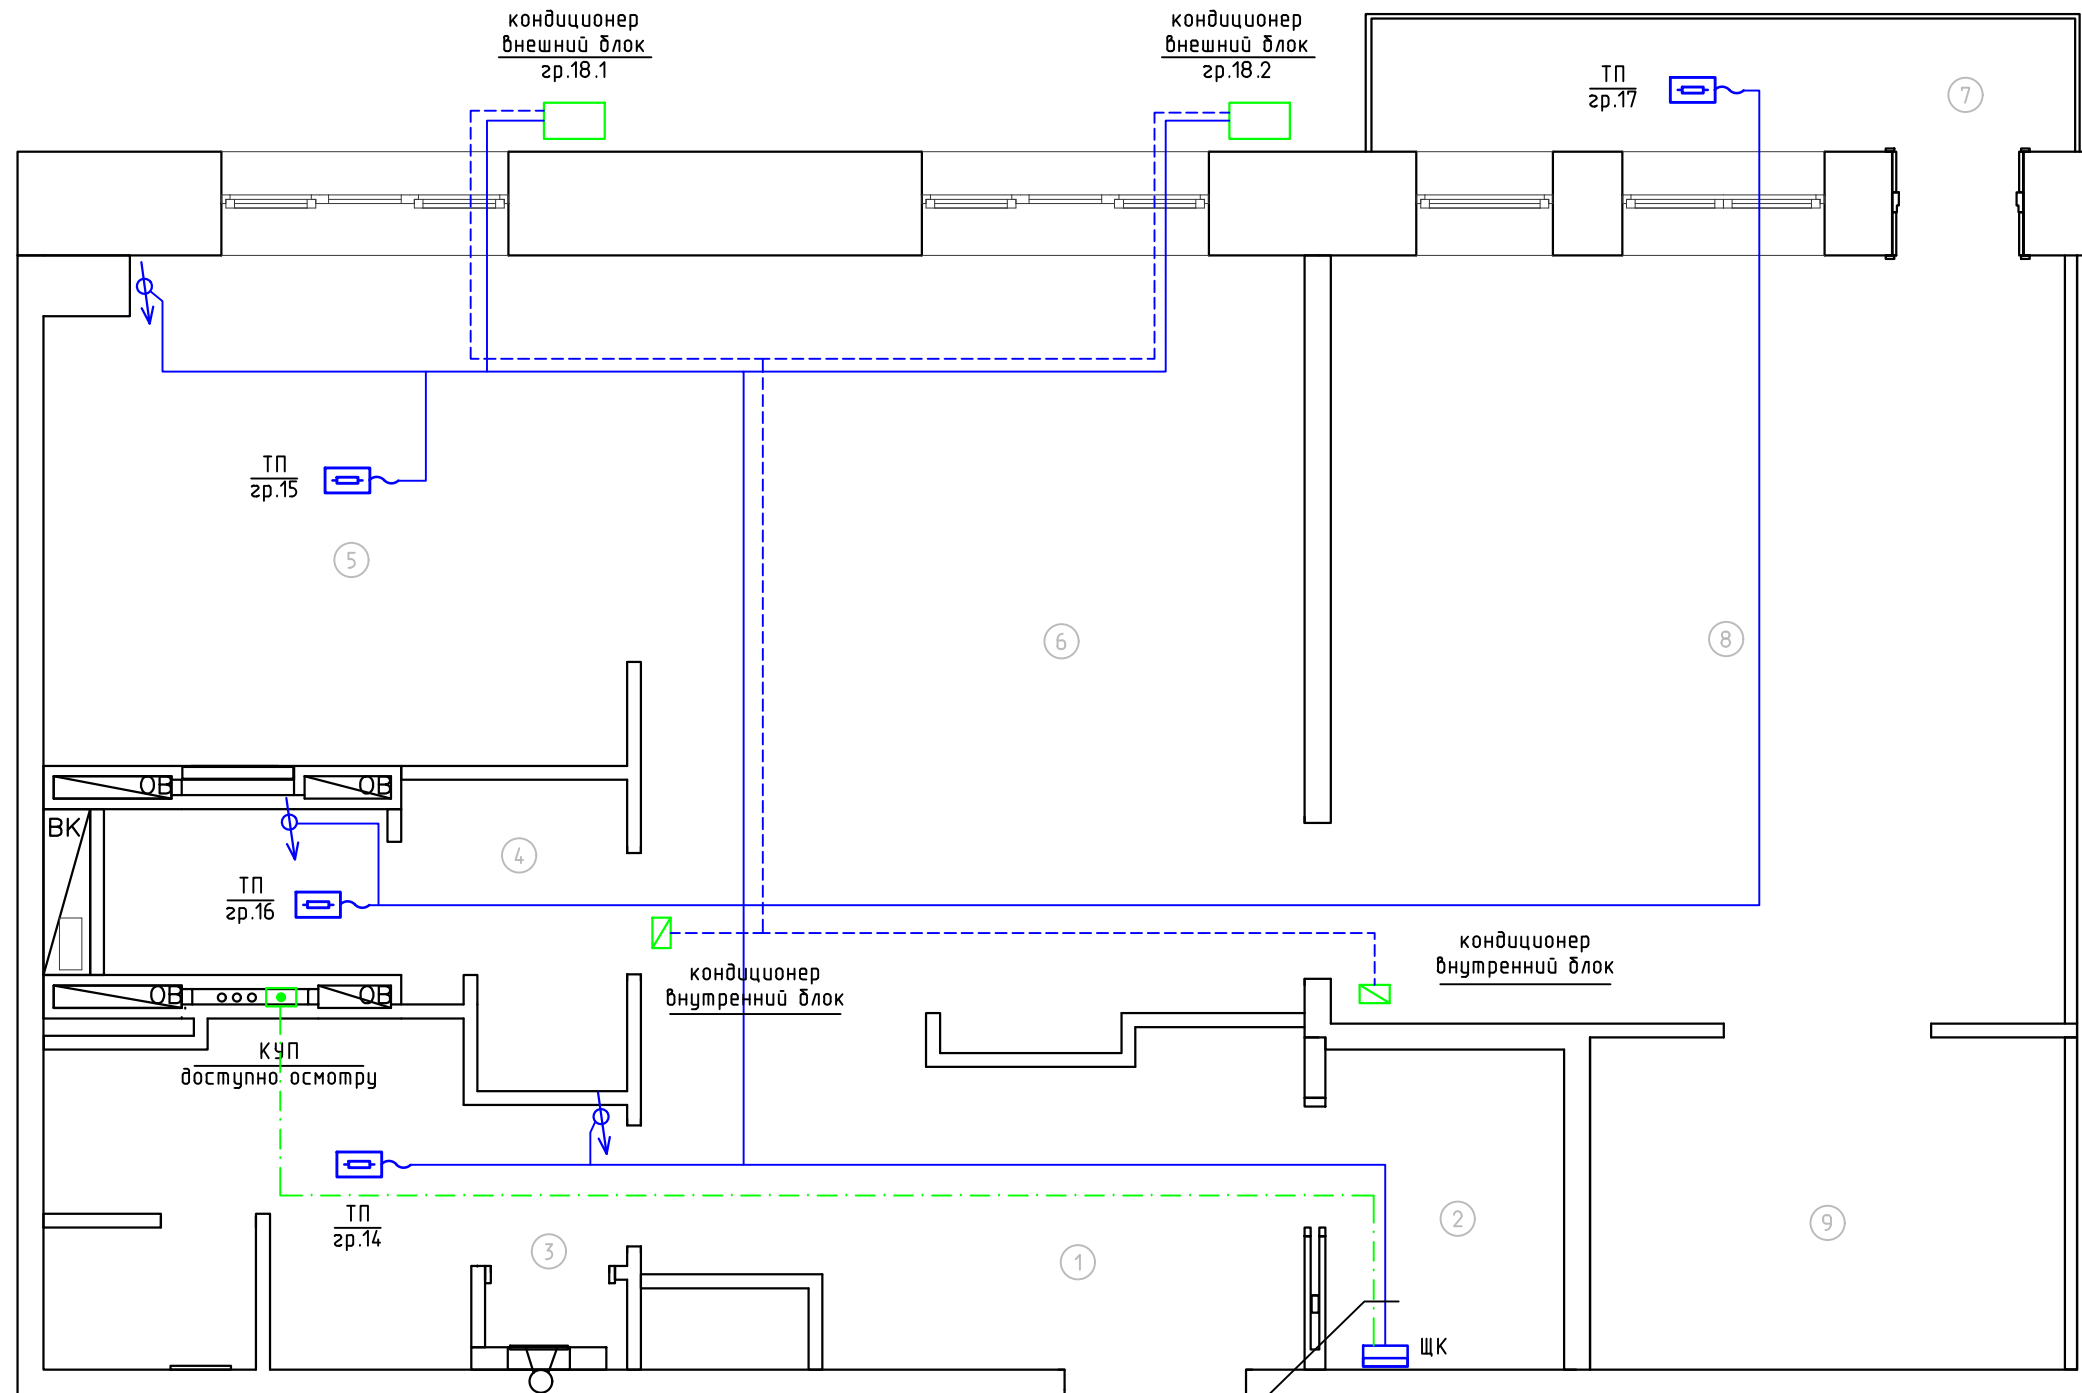 кондиционер
внешний блок
гр.18.1
кондиционер
внешний блок
гр.18.2
ТП
гр.17
7
ТП
гр.15
5
6
8
ОВ
ОВ
ВК
4
ТП
гр.16
кондиционер
внутренний блок
кондиционер
внутренний блок
ОВ
ОВ
КУП
доступно осмотру
ТП
гр.14
3
1
2
9
ЩК